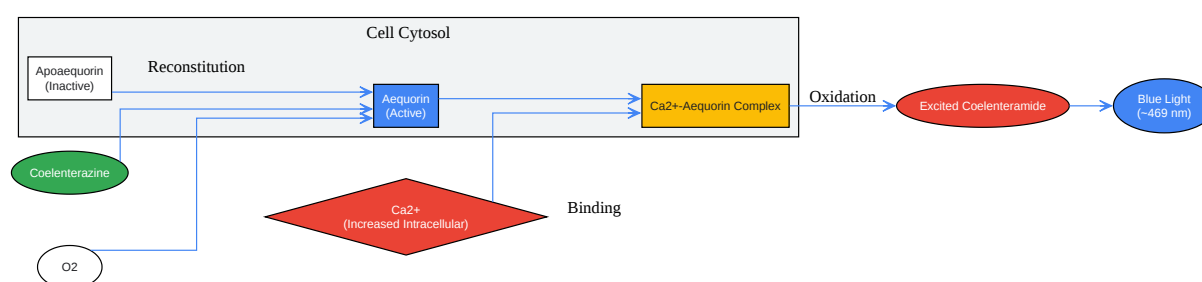 Cell Cytosol
Apoaequorin
(Inactive)
Reconstitution
Aequorin
(Active)
Ca2+-Aequorin Complex
Oxidation
Excited Coelenteramide
Blue Light
(~469 nm)
Coelenterazine
Ca2+
(Increased Intracellular)
Binding
O2